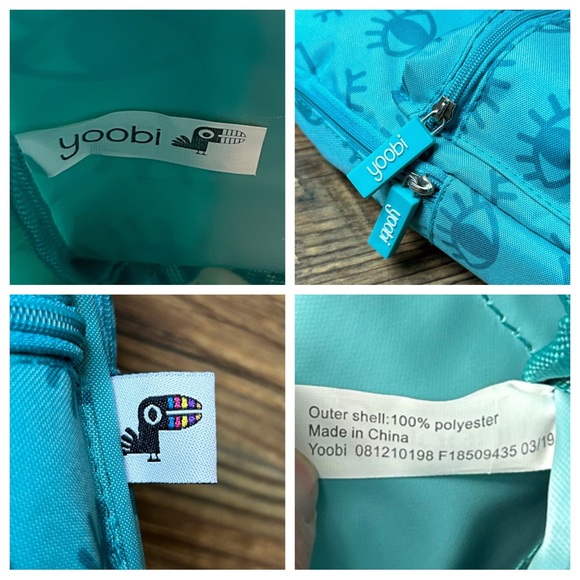 yoobi
yoobi
yoobi
Outer shell:100% polyester
Made in China
Yoobi 081210198 F18509435 03/19